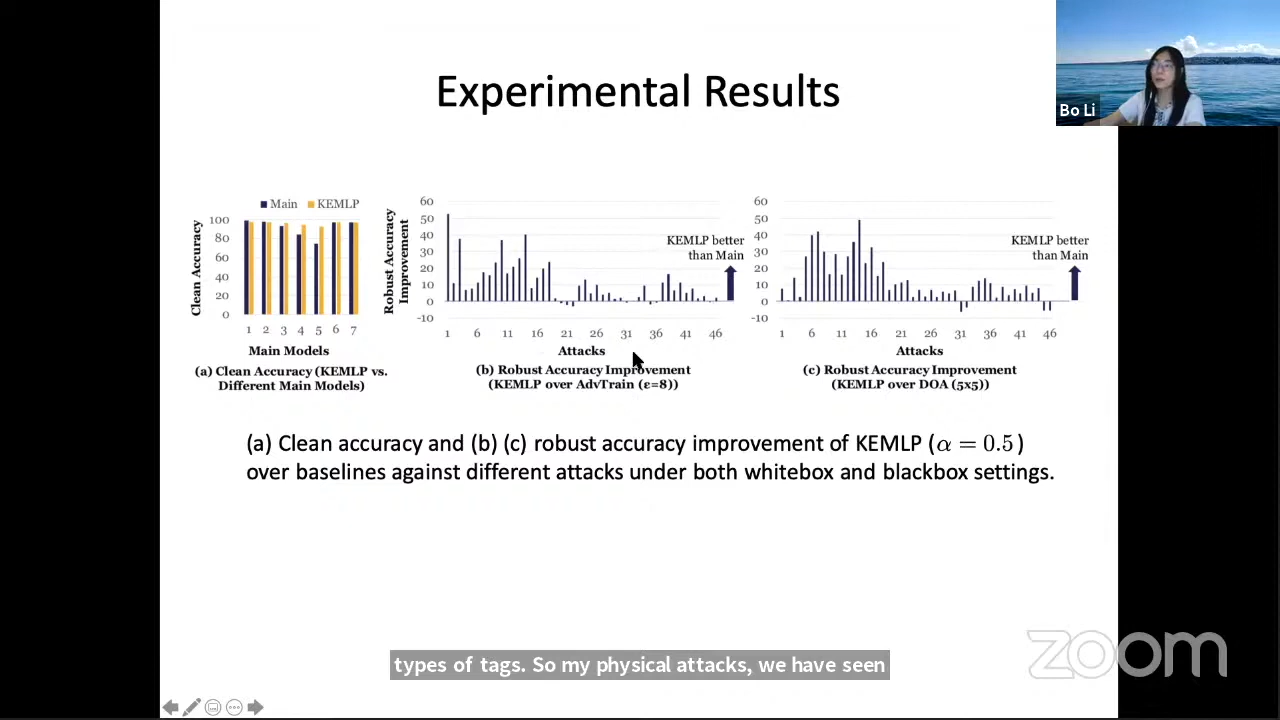 Experimental Results
Bo Li
Main KEMLP
Clean Accuracy
100
80
60
40
20
0
1 2 3 4 5 6 7
Main Models
(a) Clean Accuracy (KEMLP vs.
Different Main Models)
Robust Accuracy
Improvement
60
50
40
30
20
10
0
-10
KEMLP better
than Main
1 6 11 16 21 26 31 36 41 46
Attacks
(b) Robust Accuracy Improvement
(KEMLP over AdvTrain (ε=8))
60
50
40
30
20
10
0
-10
KEMLP better
than Main
1 6 11 16 21 26 31 36 41 46
Attacks
(c) Robust Accuracy Improvement
(KEMLP over DOA (5x5))
(a) Clean accuracy and (b) (c) robust accuracy improvement of KEMLP (α = 0.5)
over baselines against different attacks under both whitebox and blackbox settings.
types of tags. So my physical attacks, we have seen
zoom